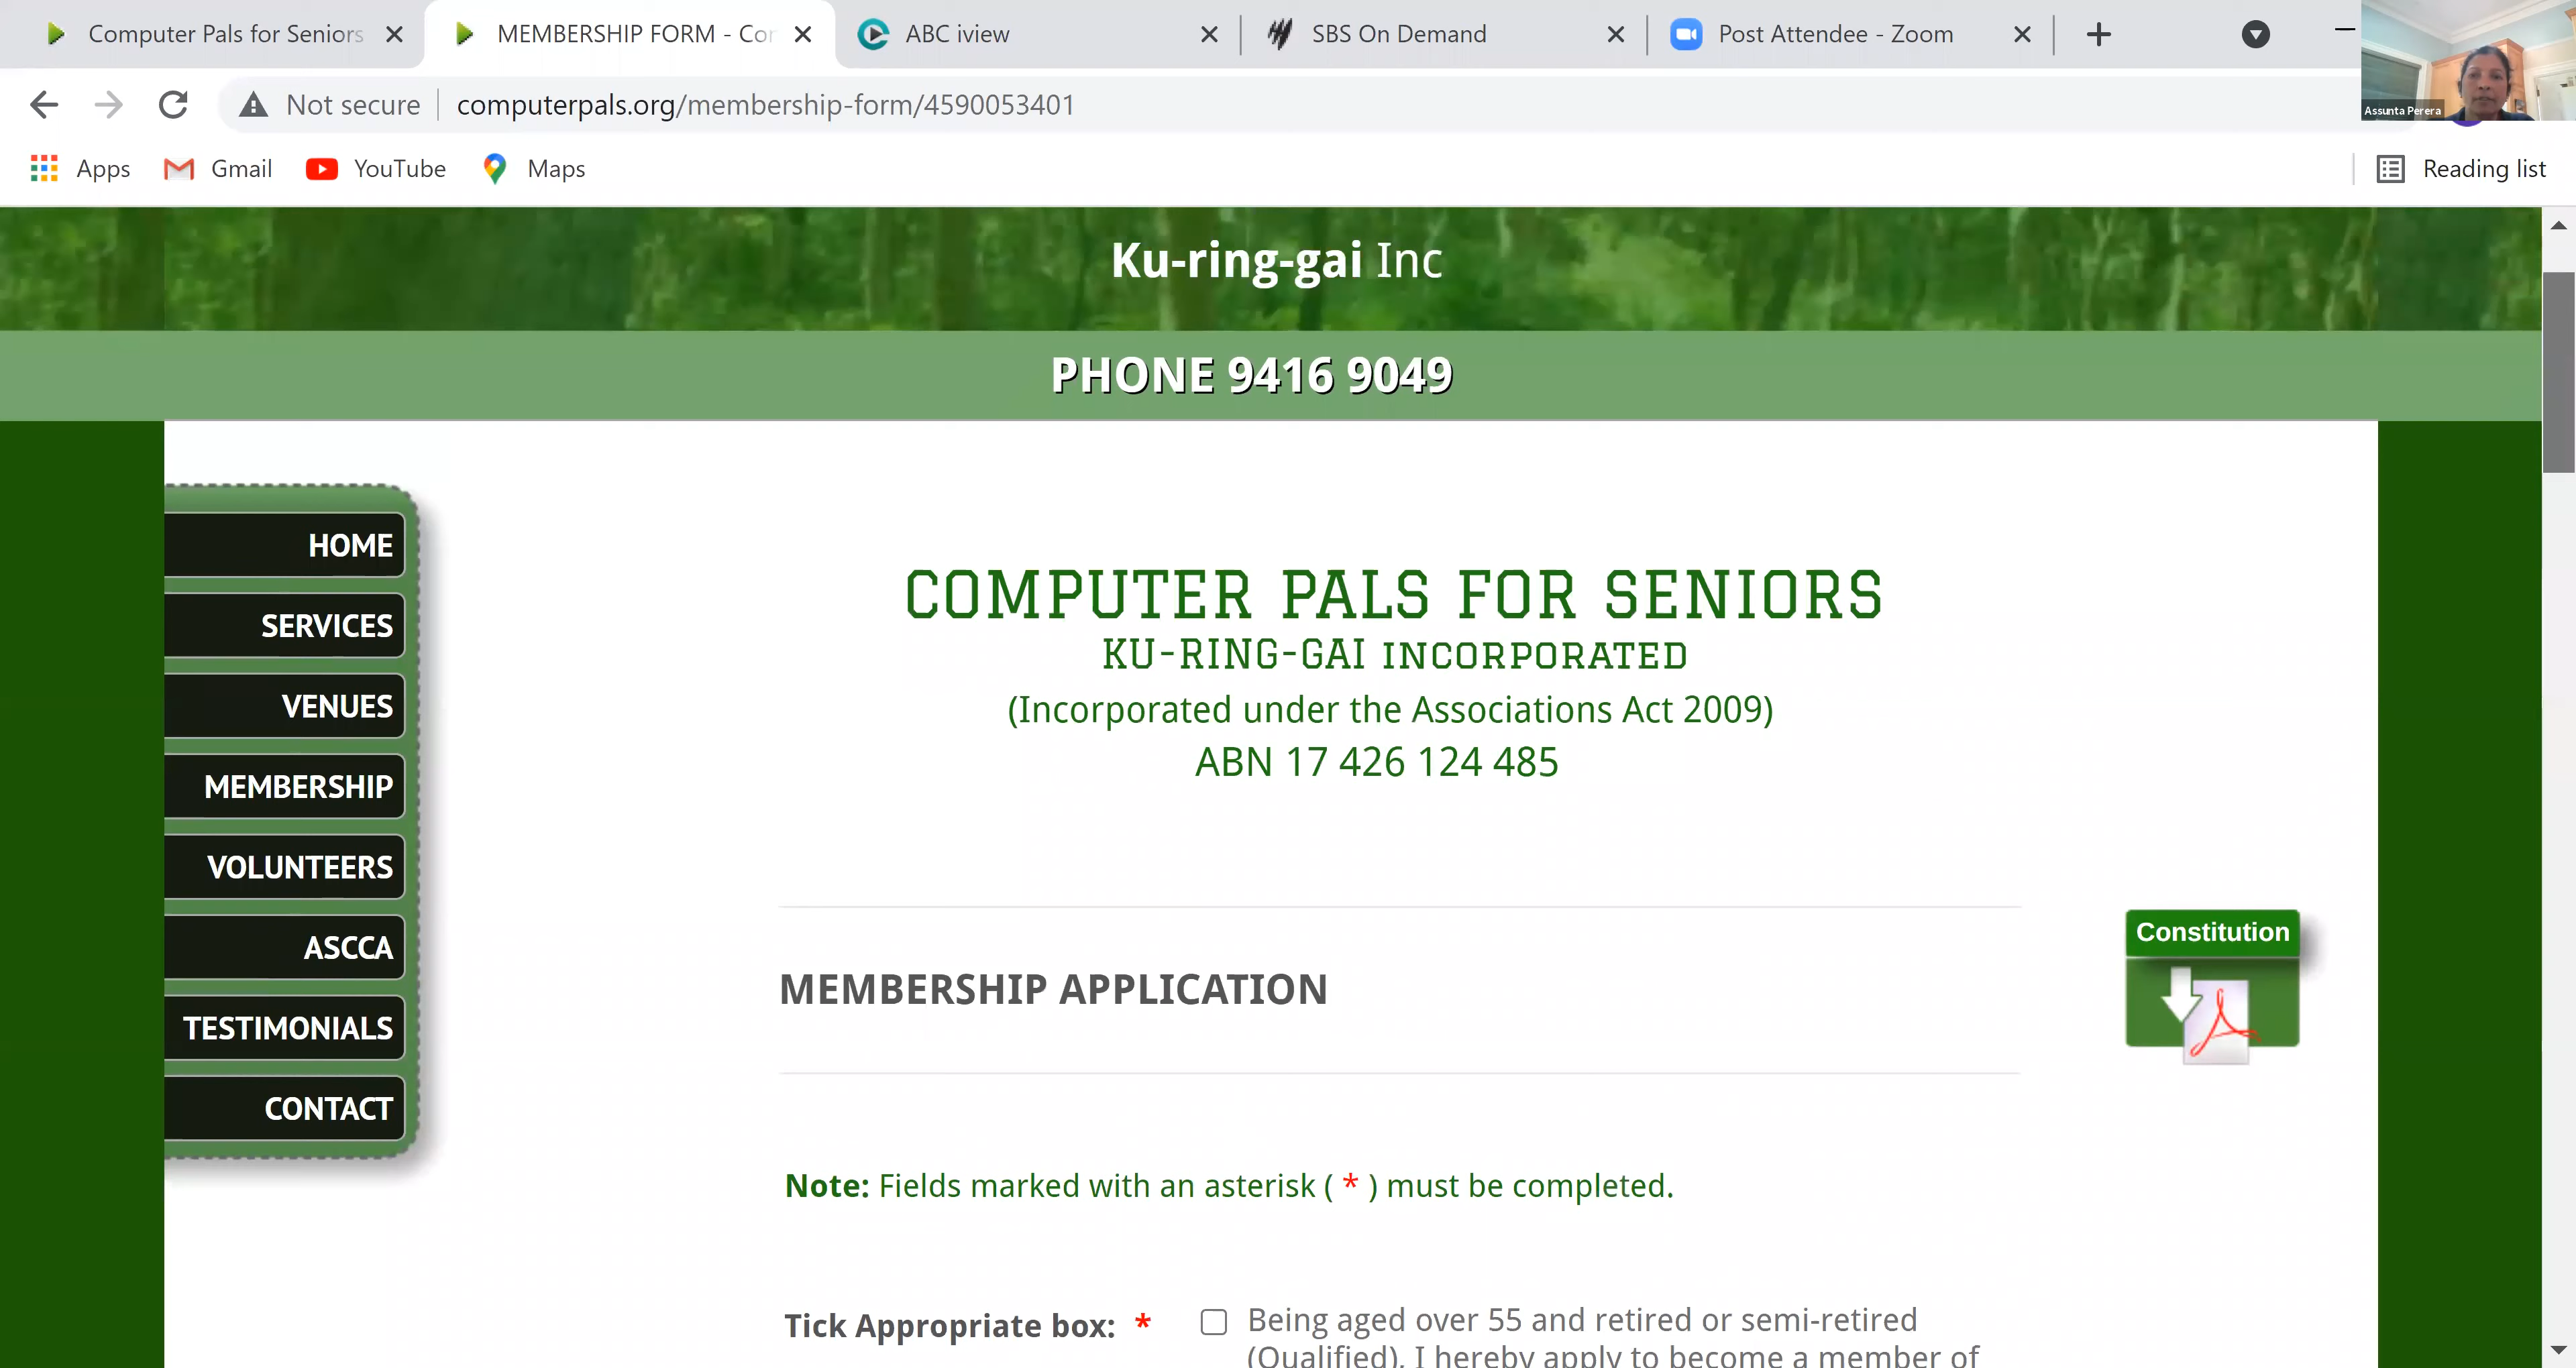 Computer Pals for Seniors
MEMBERSHIP FORM - Cor
ABC iview
SBS On Demand
Post Attendee - Zoom
Not secure
computerpals.org/membership-form/4590053401
Assunta Perera
Apps
Gmail
YouTube
Maps
Reading list
Ku-ring-gai Inc
PHONE 9416 9049
HOME
SERVICES
VENUES
MEMBERSHIP
VOLUNTEERS
ASCCA
TESTIMONIALS
CONTACT
COMPUTER PALS FOR SENIORS
KU-RING-GAI INCORPORATED
(Incorporated under the Associations Act 2009)
ABN 17 426 124 485
Constitution
MEMBERSHIP APPLICATION
Note: Fields marked with an asterisk ( * ) must be completed.
Tick Appropriate box: *
Being aged over 55 and retired or semi-retired
(Qualified), I hereby apply to become a member of